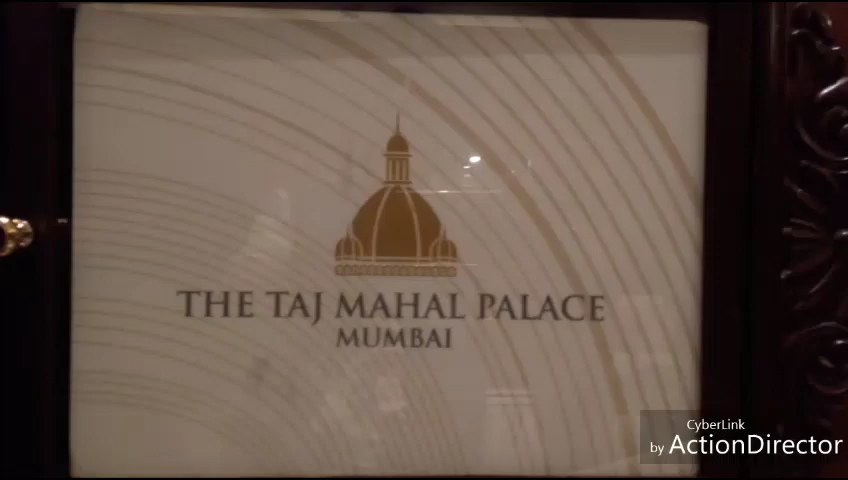 THE TAJ MAHAL PALACE
MUMBAI
CyberLink
by ActionDirector